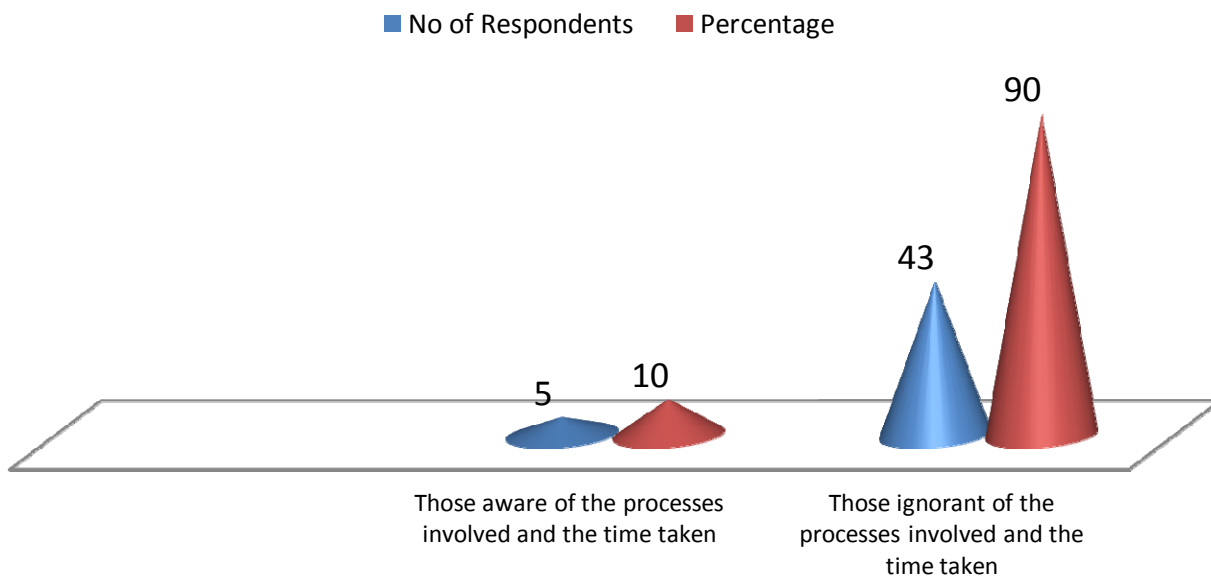 No of Respondents Percentage
90
43
5 10
Those aware of the processes
involved and the time taken
Those ignorant of the
processes involved and the
time taken